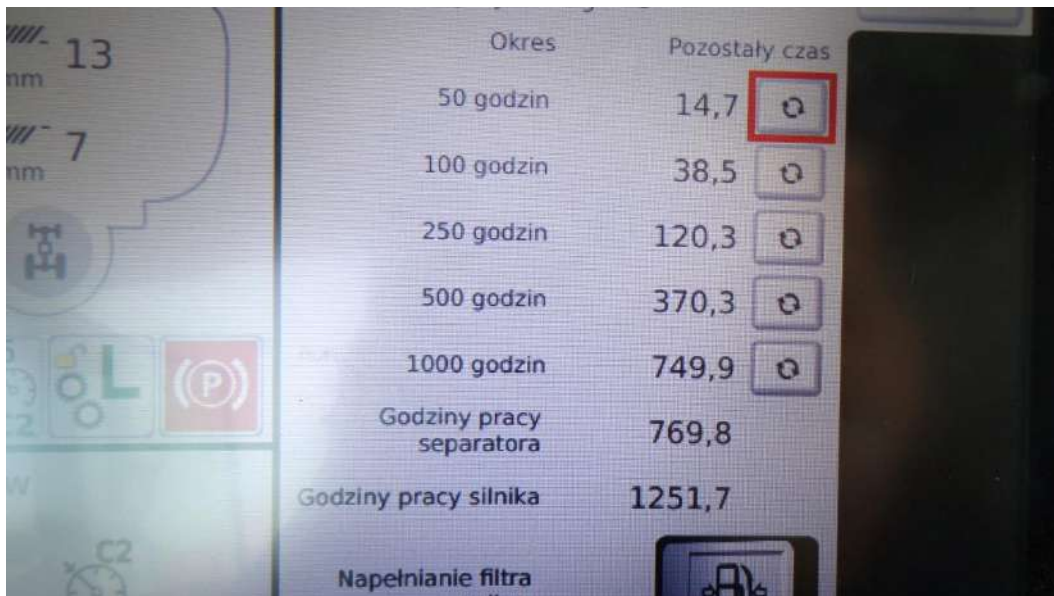 13
mm
7
mm
L
(P)
C2
Okres Pozostały czas
50 godzin 14,7
100 godzin 38,5
250 godzin 120,3
500 godzin 370,3
1000 godzin 749,9
Godziny pracy
separatora 769,8
Godziny pracy silnika 1251,7
Napełnianie filtra